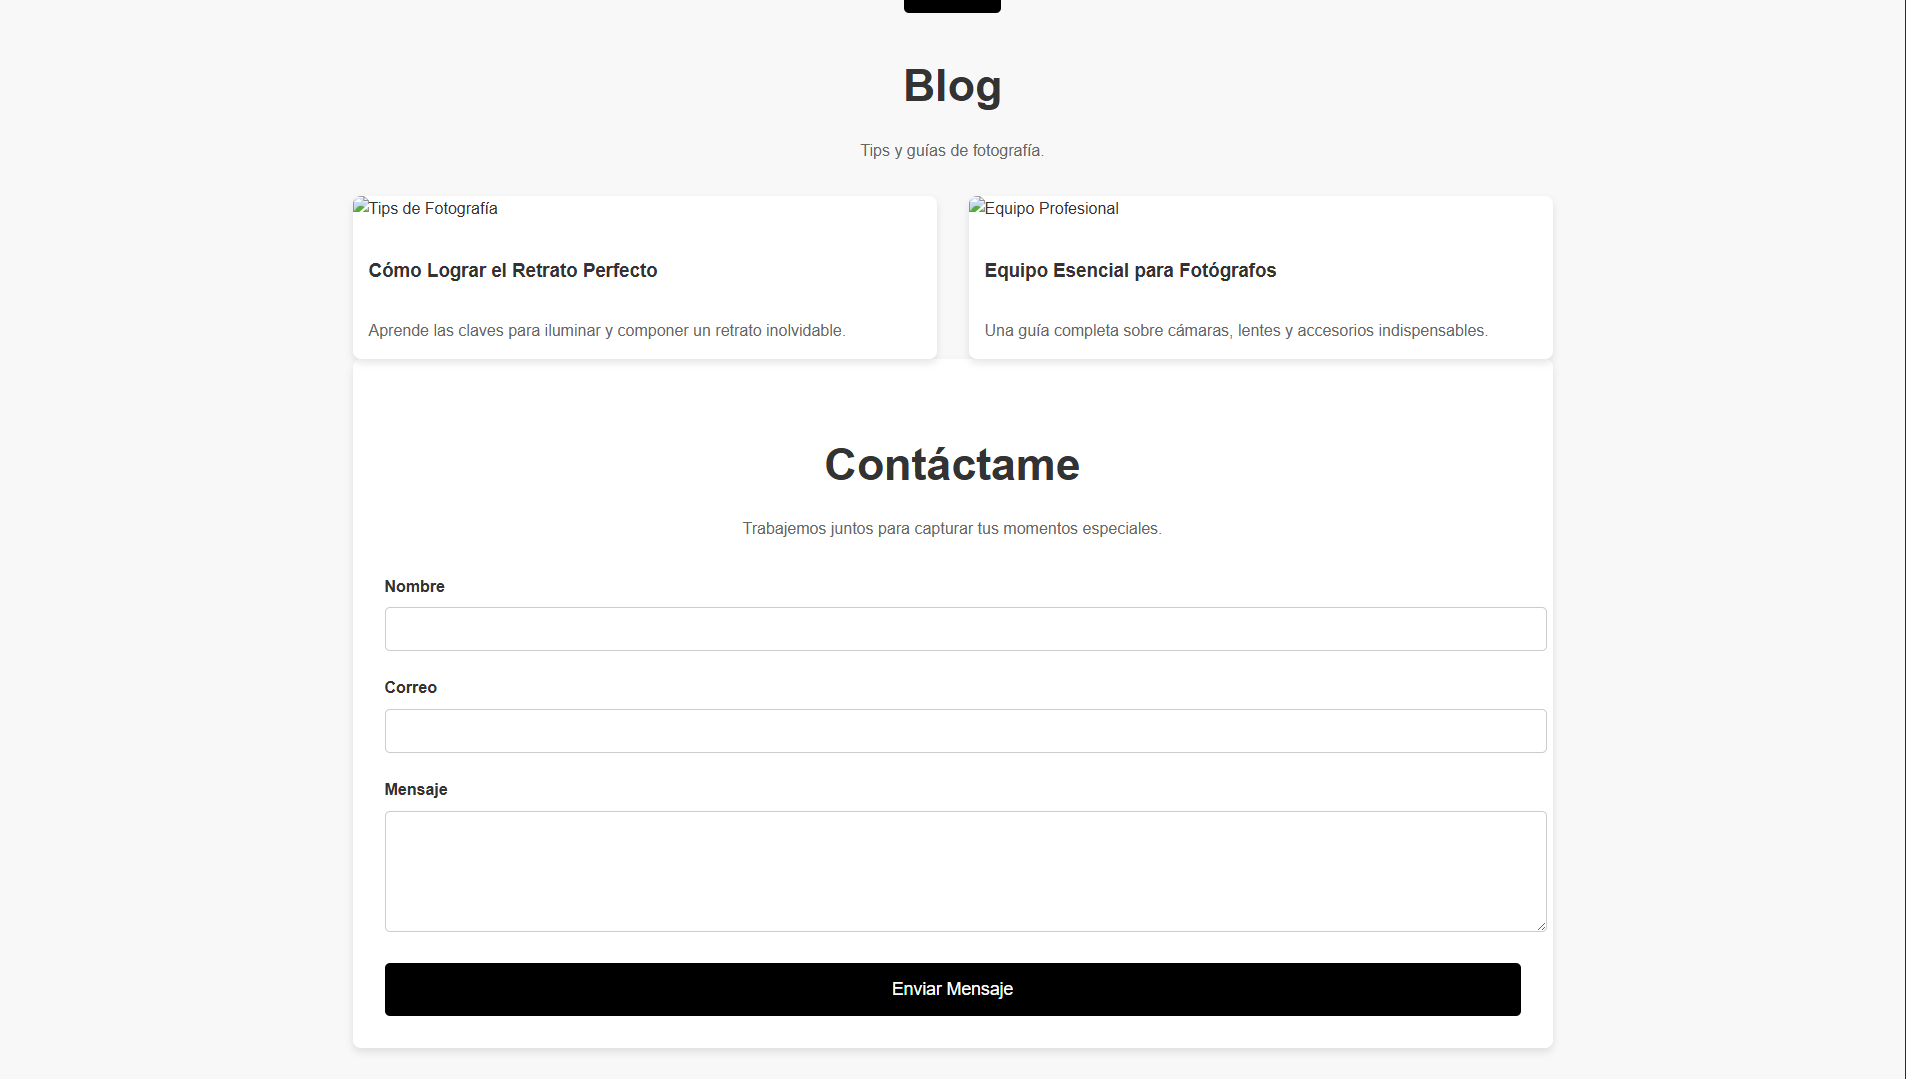 Blog
Tips y guías de fotografía.
Tips de Fotografía
Equipo Profesional
Cómo Lograr el Retrato Perfecto
Equipo Esencial para Fotógrafos
Aprende las claves para iluminar y componer un retrato inolvidable.
Una guía completa sobre cámaras, lentes y accesorios indispensables.
Contáctame
Trabajemos juntos para capturar tus momentos especiales.
Nombre
Correo
Mensaje
Enviar Mensaje